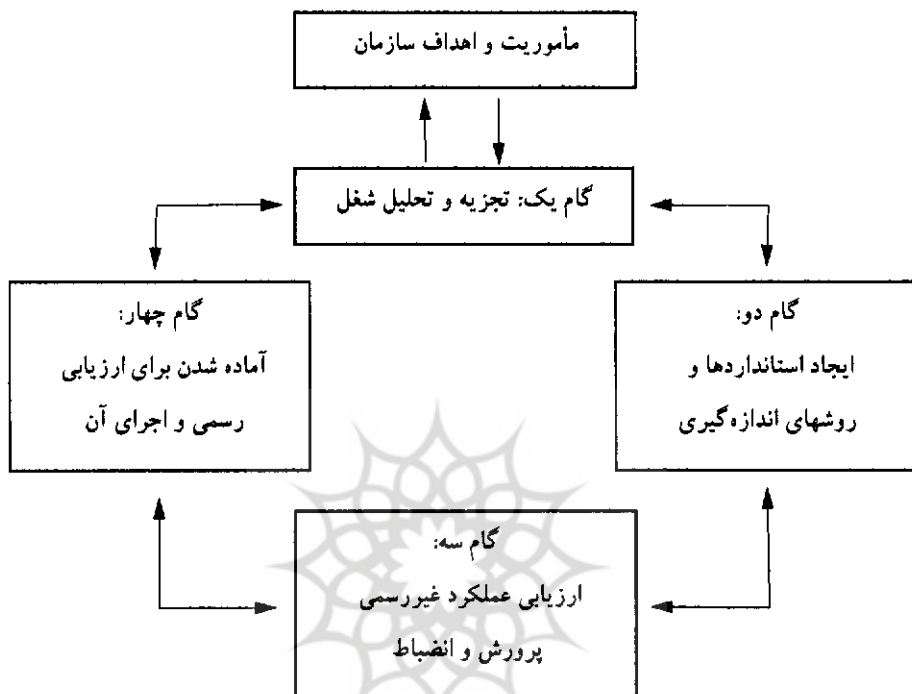 مأموریت و اهداف سازمان
گام یک: تجزیه و تحلیل شغل
گام دو:
ایجاد استانداردها و
روشهای اندازه‌گیری
گام سه:
ارزیابی عملکرد غیررسمی
پرورش و انضباط
گام چهار:
آماده شدن برای ارزیابی
رسمی و اجرای آن